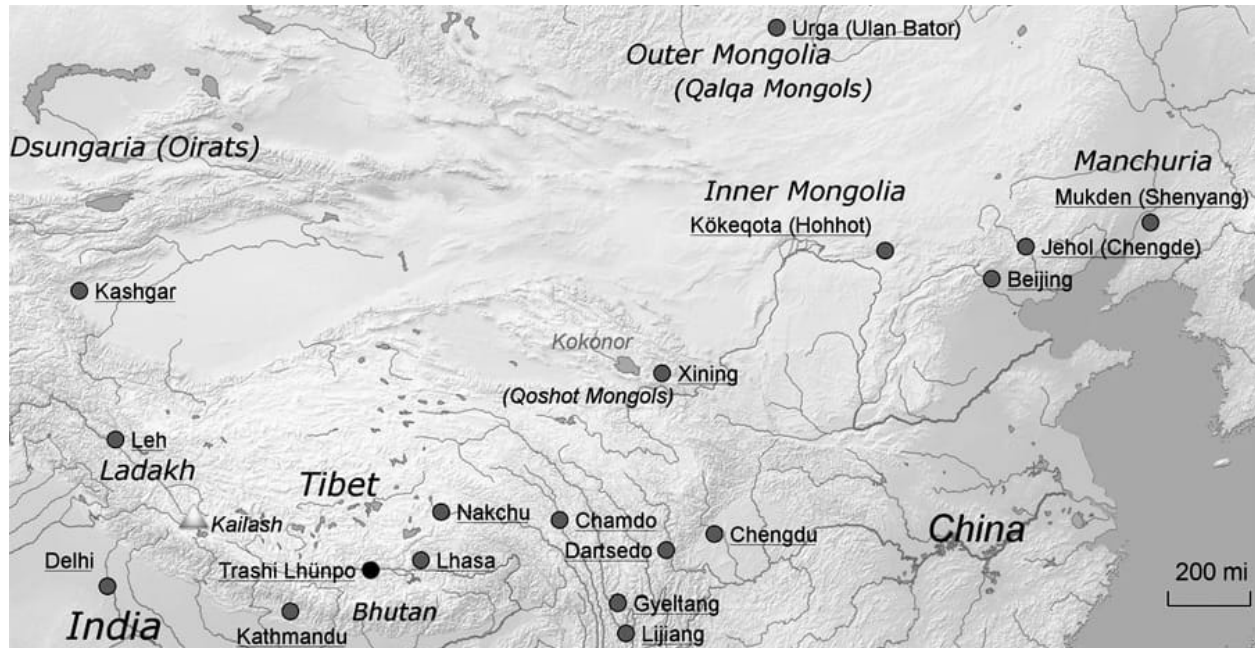 Urga (Ulan Bator)
Outer Mongolia
(Qalqa Mongols)
Dsungaria (Oirats)
Manchuria
Mukden (Shenyang)
Inner Mongolia
Kökeqota (Hohhot)
Jehol (Chengde)
Beijing
Kashgar
Kokonor
Xining
(Qoshot Mongols)
Leh
Ladakh
Tibet
Kailash
Nakchu
Chamdo
Chengdu
China
Dartsedo
Delhi
Lhasa
Trashi Lhünpo
200 mi
Bhutan
Gyeltang
India
Kathmandu
Lijiang